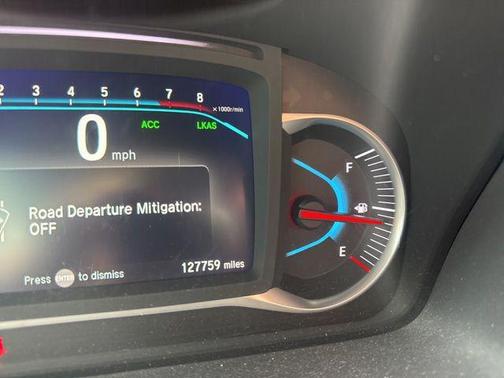 2 3 4 5 6 7 8
×1000r/min
ACC LKAS
0
mph
F
Road Departure Mitigation:
OFF
E
127759 miles
Press ENTER to dismiss